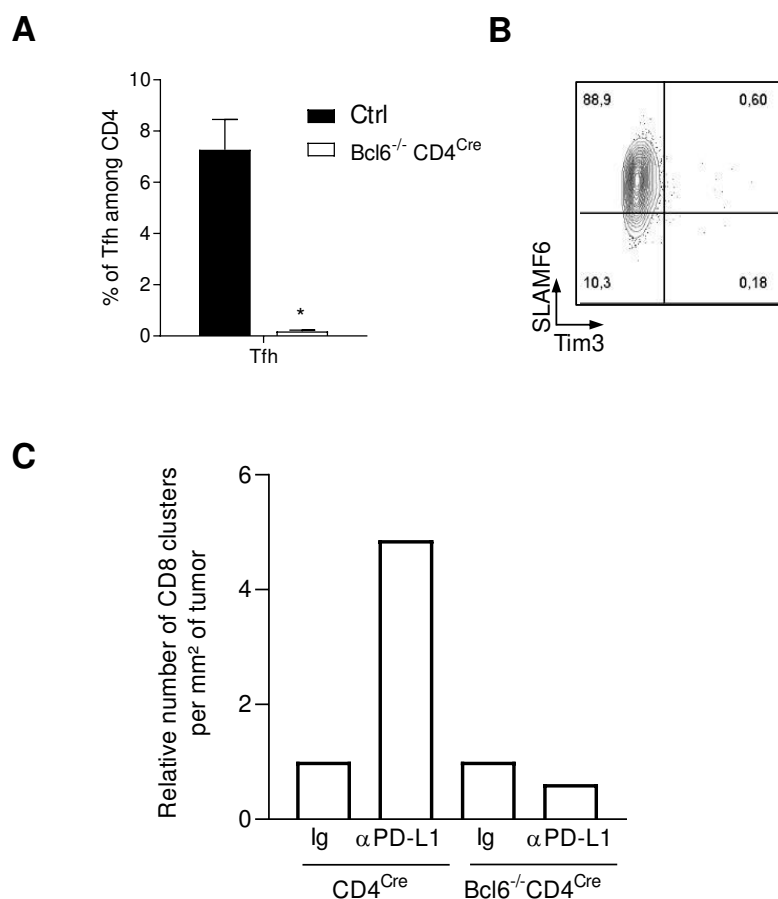 A
% of Tfh among CD4
10
8
6
4
2
0
Tfh
*
Ctrl
Bcl6-/- CD4Cre
B
88,9
0,60
10,3
0,18
SLAMF6
Tim3
C
Relative number of CD8 clusters
per mm² of tumor
6
4
2
0
Ig αPD-L1 Ig αPD-L1
CD4Cre Bcl6-/-CD4Cre